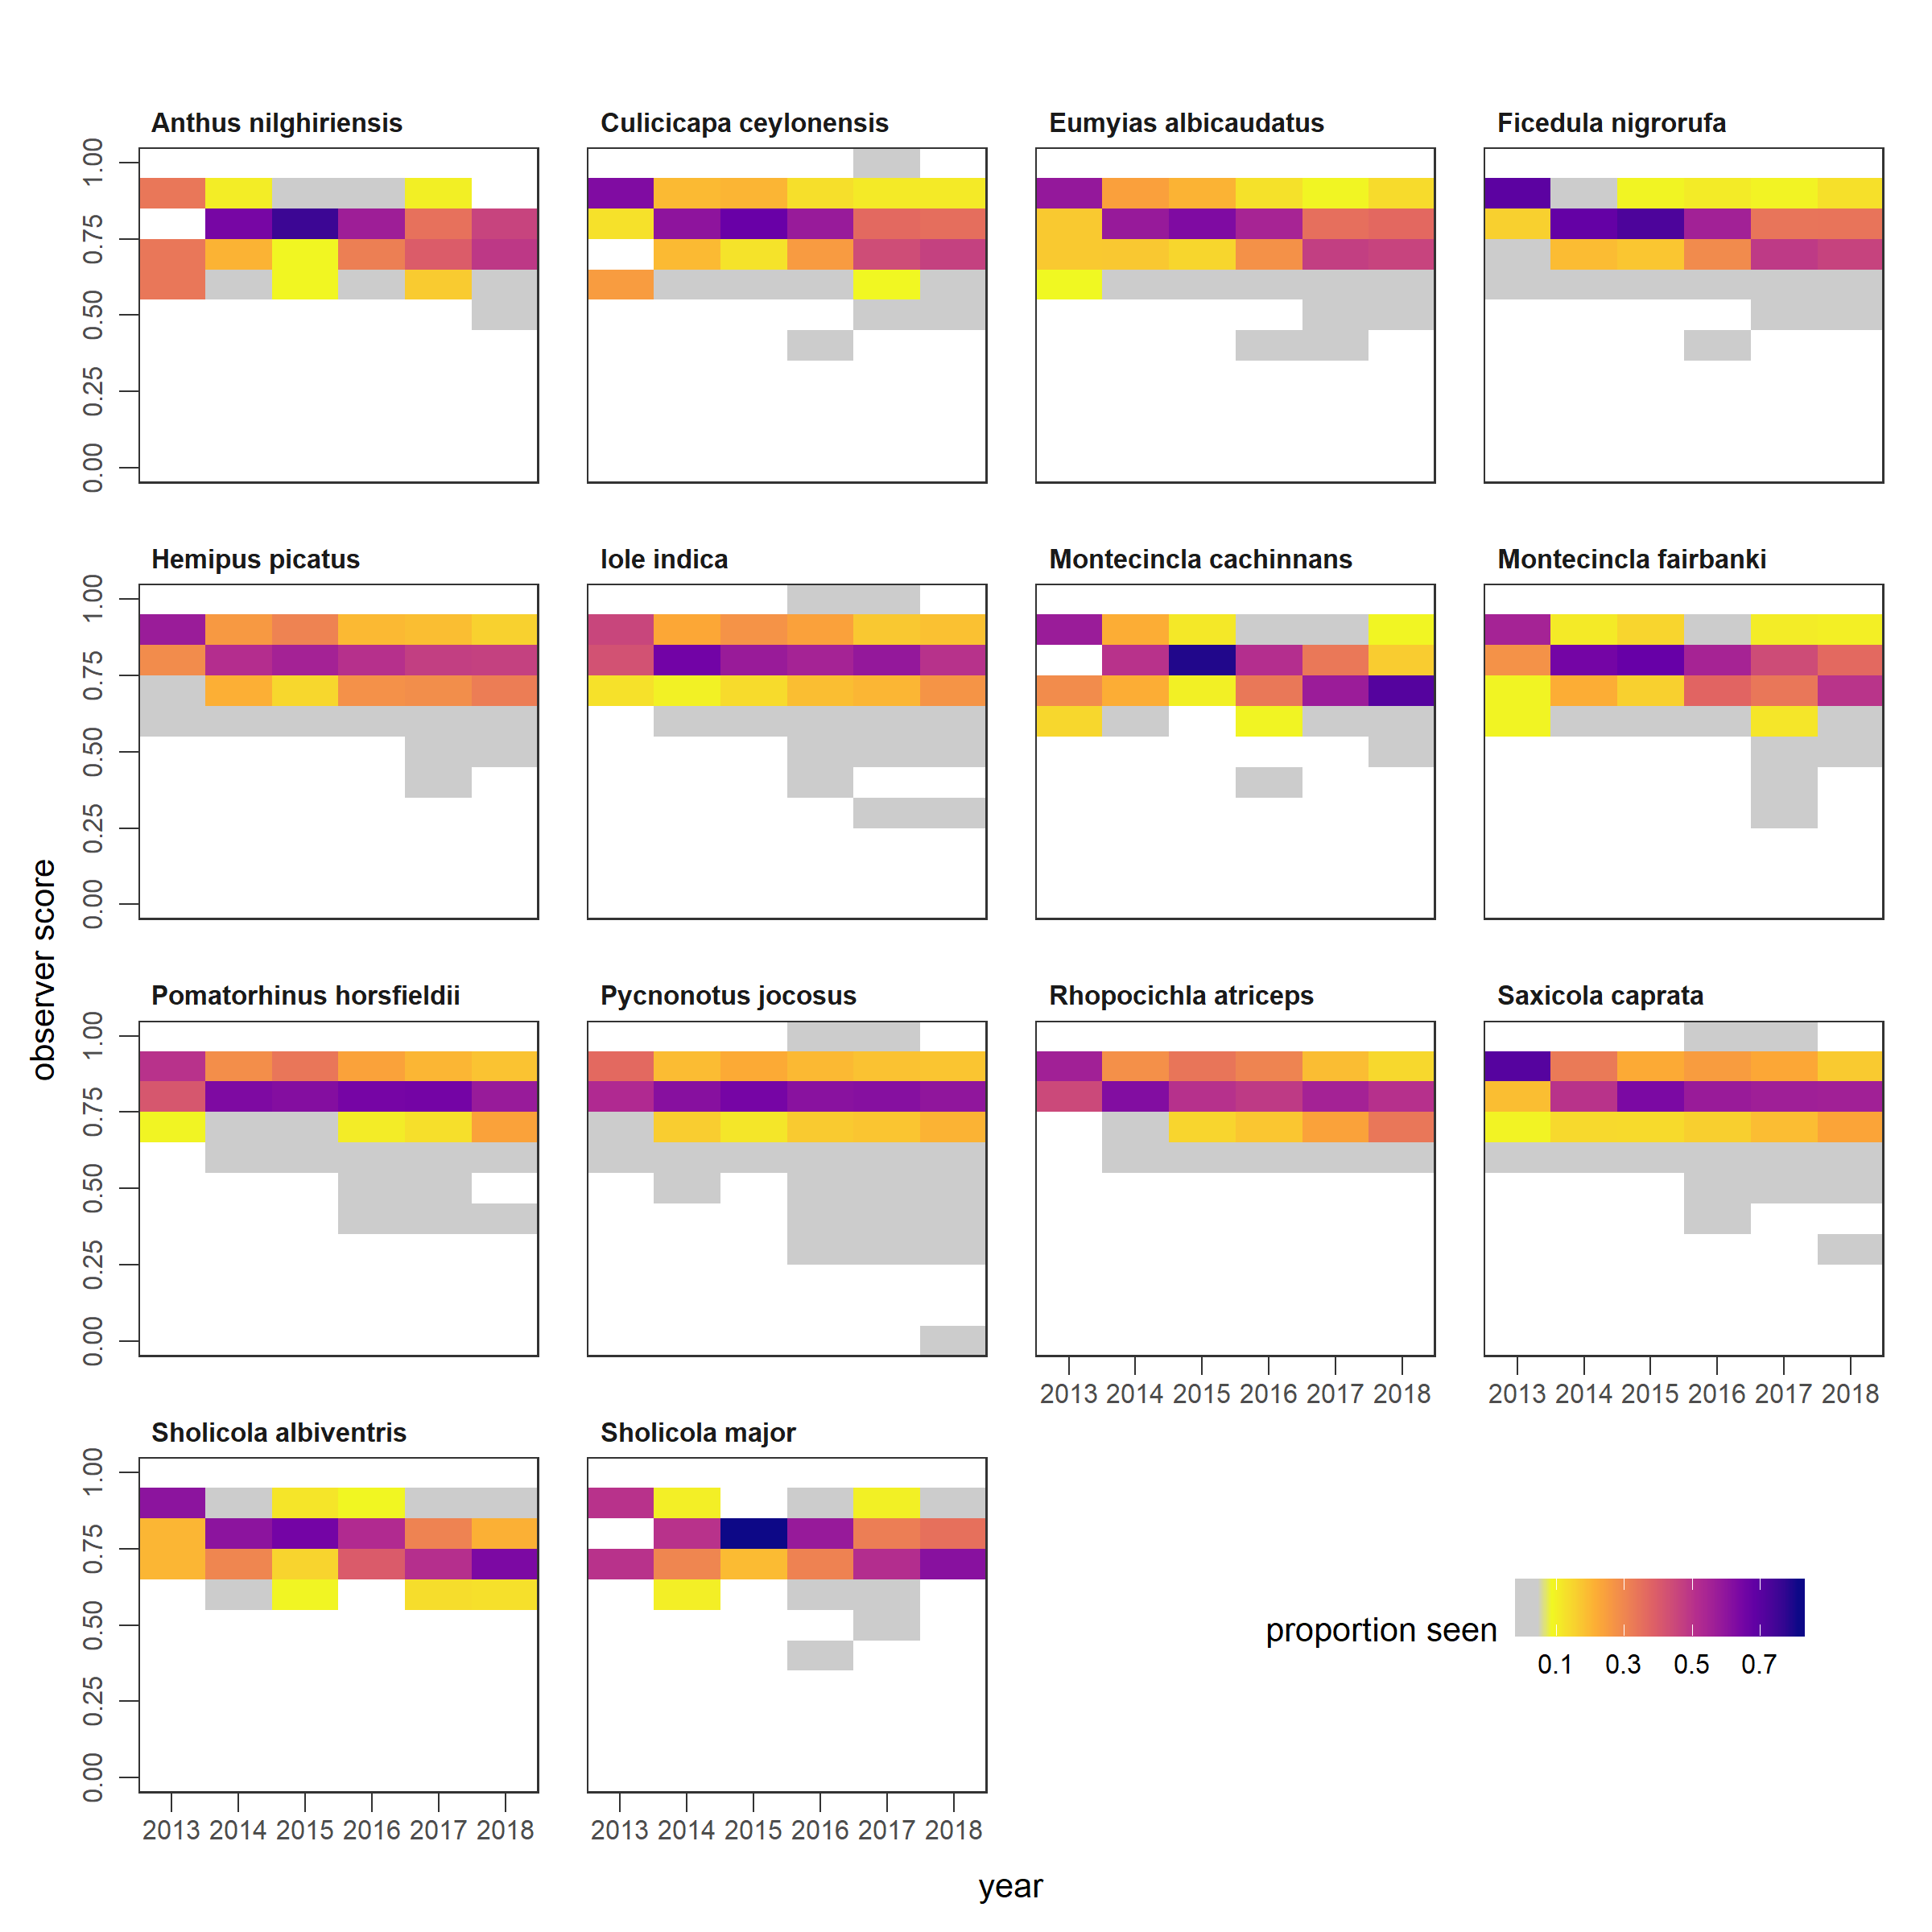 Anthus nilghiriensis
Culicicapa ceylonensis
Eumyias albicaudatus
Ficedula nigrorufa
1.00
0.75
0.50
0.25
0.00
Hemipus picatus
Iole indica
Montecincla cachinnans
Montecincla fairbanki
1.00
0.75
0.50
0.25
0.00
observer score
Pomatorhinus horsfieldii
Pycnonotus jocosus
Rhopocichla atriceps
Saxicola caprata
1.00
0.75
0.50
0.25
0.00
2013 2014 2015 2016 2017 2018
2013 2014 2015 2016 2017 2018
Sholicola albiventris
Sholicola major
1.00
0.75
0.50
0.25
0.00
2013 2014 2015 2016 2017 2018
2013 2014 2015 2016 2017 2018
proportion seen
0.1 0.3 0.5 0.7
year